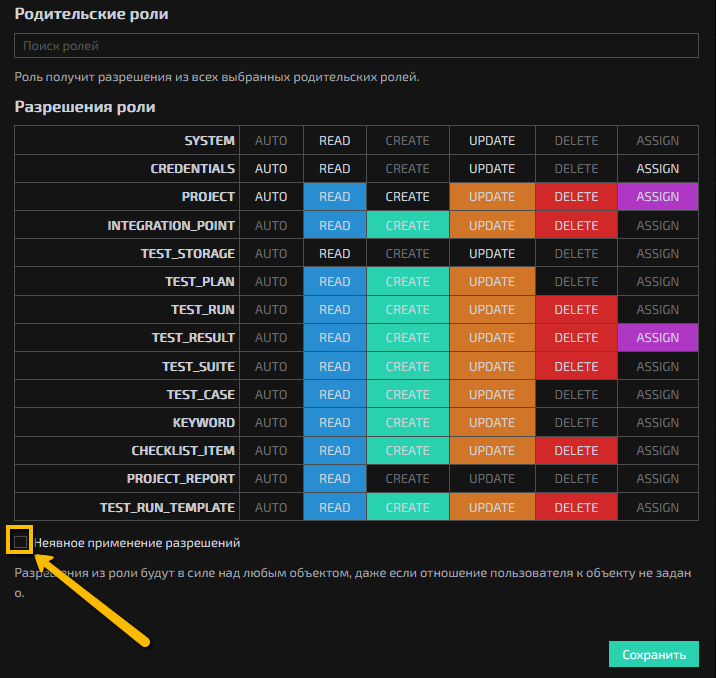 Родительские роли
Поиск ролей
Роль получит разрешения из всех выбранных родительских ролей.
Разрешения роли
SYSTEM AUTO READ CREATE UPDATE DELETE ASSIGN
CREDENTIALS AUTO READ CREATE UPDATE DELETE ASSIGN
PROJECT AUTO READ CREATE UPDATE DELETE ASSIGN
INTEGRATION_POINT AUTO READ CREATE UPDATE DELETE ASSIGN
TEST_STORAGE AUTO READ CREATE UPDATE DELETE ASSIGN
TEST_PLAN AUTO READ CREATE UPDATE DELETE ASSIGN
TEST_RUN AUTO READ CREATE UPDATE DELETE ASSIGN
TEST_RESULT AUTO READ CREATE UPDATE DELETE ASSIGN
TEST_SUITE AUTO READ CREATE UPDATE DELETE ASSIGN
TEST_CASE AUTO READ CREATE UPDATE DELETE ASSIGN
KEYWORD AUTO READ CREATE UPDATE DELETE ASSIGN
CHECKLIST_ITEM AUTO READ CREATE UPDATE DELETE ASSIGN
PROJECT_REPORT AUTO READ CREATE UPDATE DELETE ASSIGN
TEST_RUN_TEMPLATE AUTO READ CREATE UPDATE DELETE ASSIGN
Неявное применение разрешений
Разрешения из роли будут в силе над любым объектом, даже если отношение пользователя к объекту не задан
о.
Сохранить